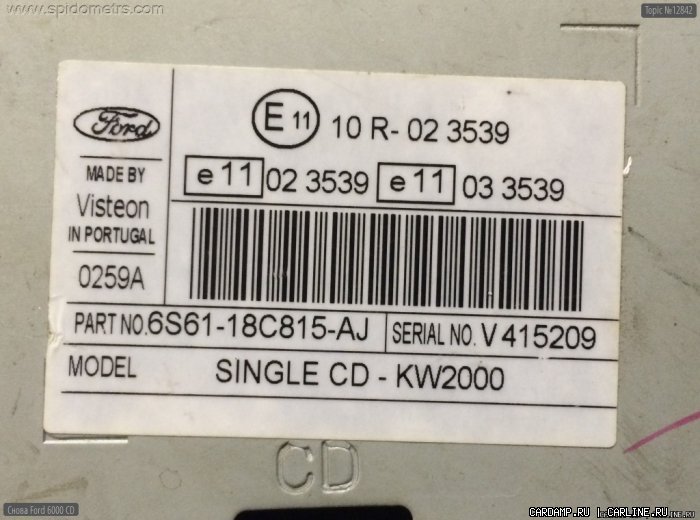 www.spidometrs.com
Topic №12842
Ford
E 11 10 R- 02 3539
e 11 02 3539 e 11 03 3539
MADE BY
Visteon
IN PORTUGAL
0259A
PART NO. 6S61-18C815-AJ SERIAL NO. V 415209
MODEL SINGLE CD - KW2000
CD
Снова Ford 6000 CD
CARDAMP.RU | CARLINE.RU